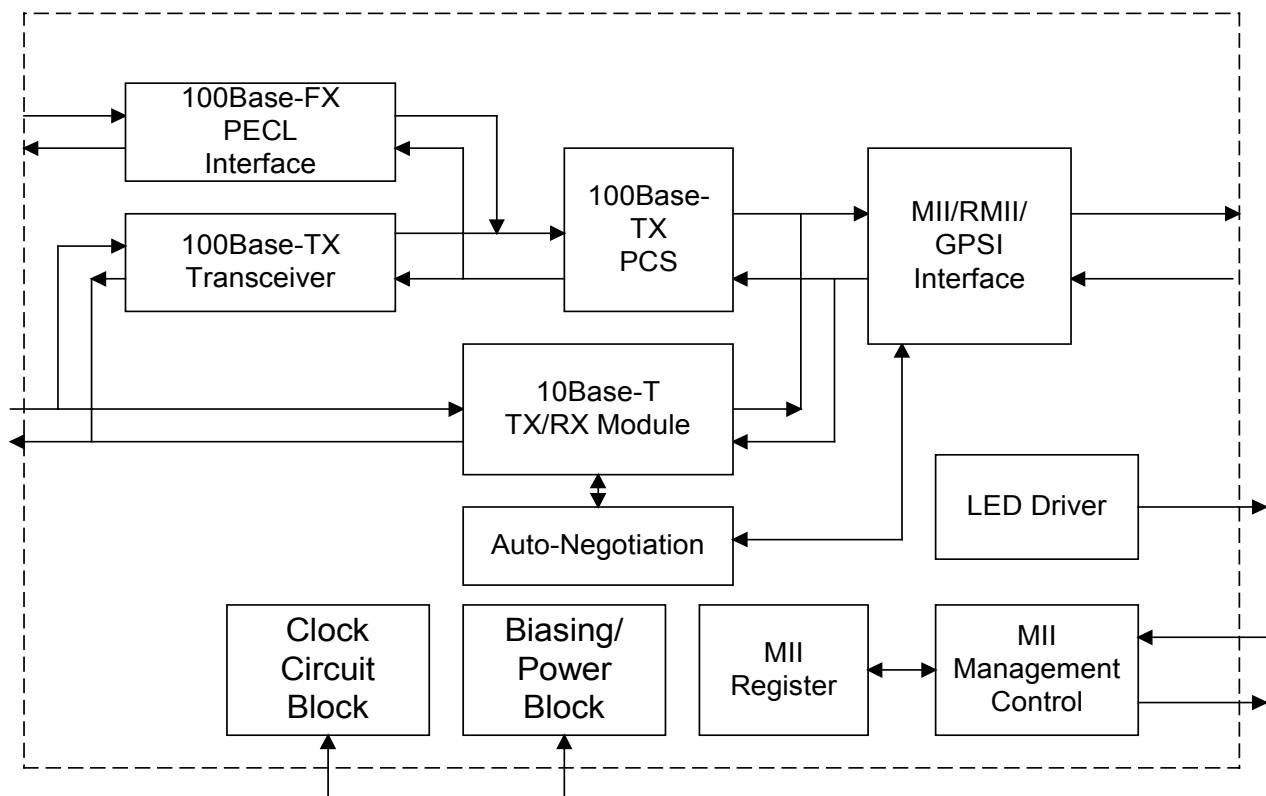 100Base-FX
PECL
Interface
100Base-TX
Transceiver
100Base-
TX
PCS
MII/RMII/
GPSI
Interface
10Base-T
TX/RX Module
Auto-Negotiation
LED Driver
Clock
Circuit
Block
Biasing/
Power
Block
MII
Register
MII
Management
Control